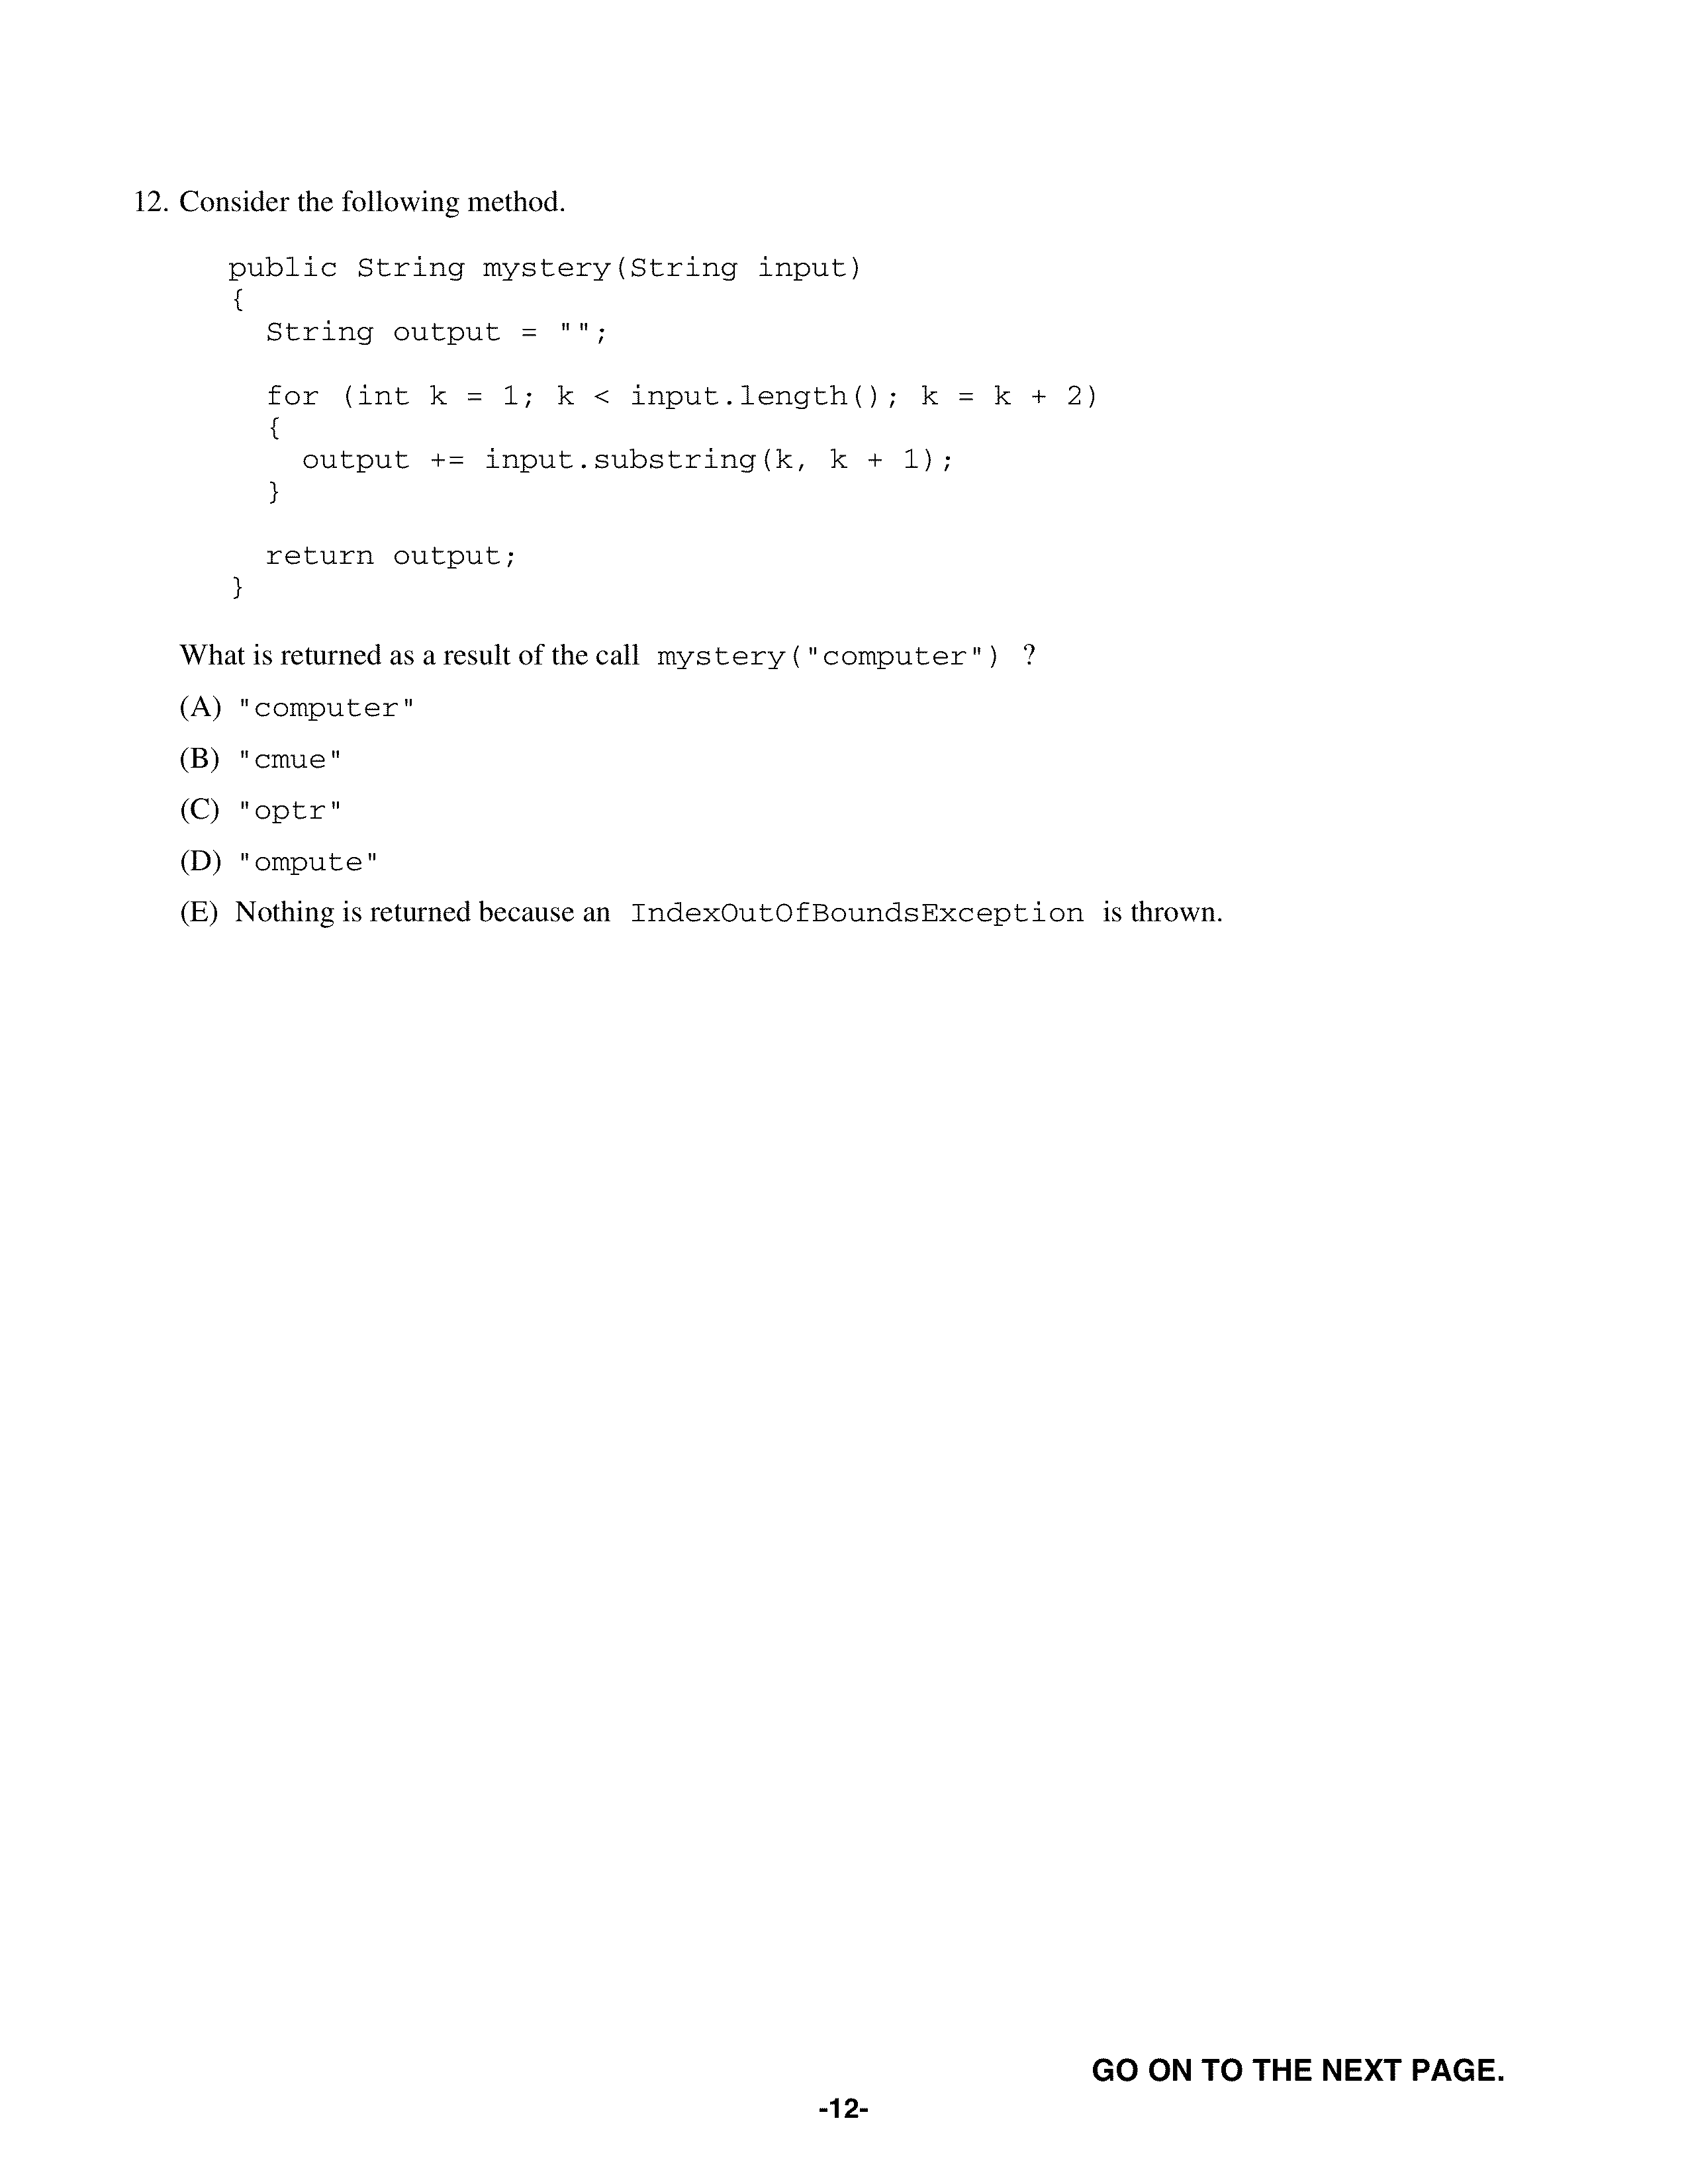 12. Consider the following method.
public String mystery(String input)
{
String output = "";
for (int k = 1; k < input.length(); k = k + 2)
{
output += input.substring(k, k + 1);
}
return output;
}
What is returned as a result of the call mystery("computer") ?
(A) "computer"
(B) "cmue"
(C) "optr"
(D) "ompute"
(E) Nothing is returned because an IndexOutOfBoundsException is thrown.
GO ON TO THE NEXT PAGE.
-12-